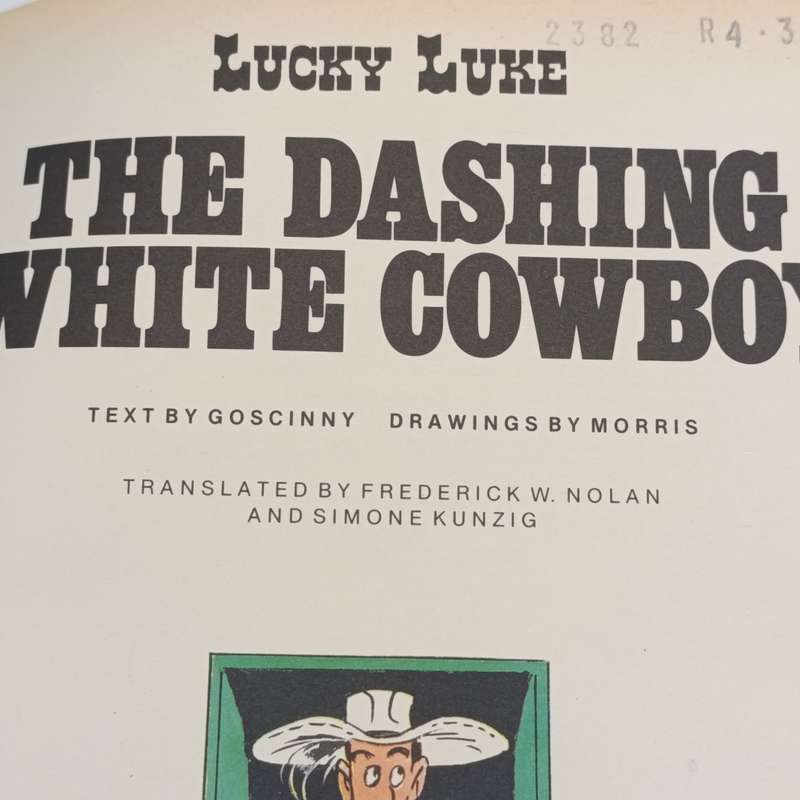 2382 R4·3
LUCKY LUKE
THE DASHING
WHITE COWBOY
TEXT BY GOSCINNY DRAWINGS BY MORRIS
TRANSLATED BY FREDERICK W. NOLAN
AND SIMONE KUNZIG